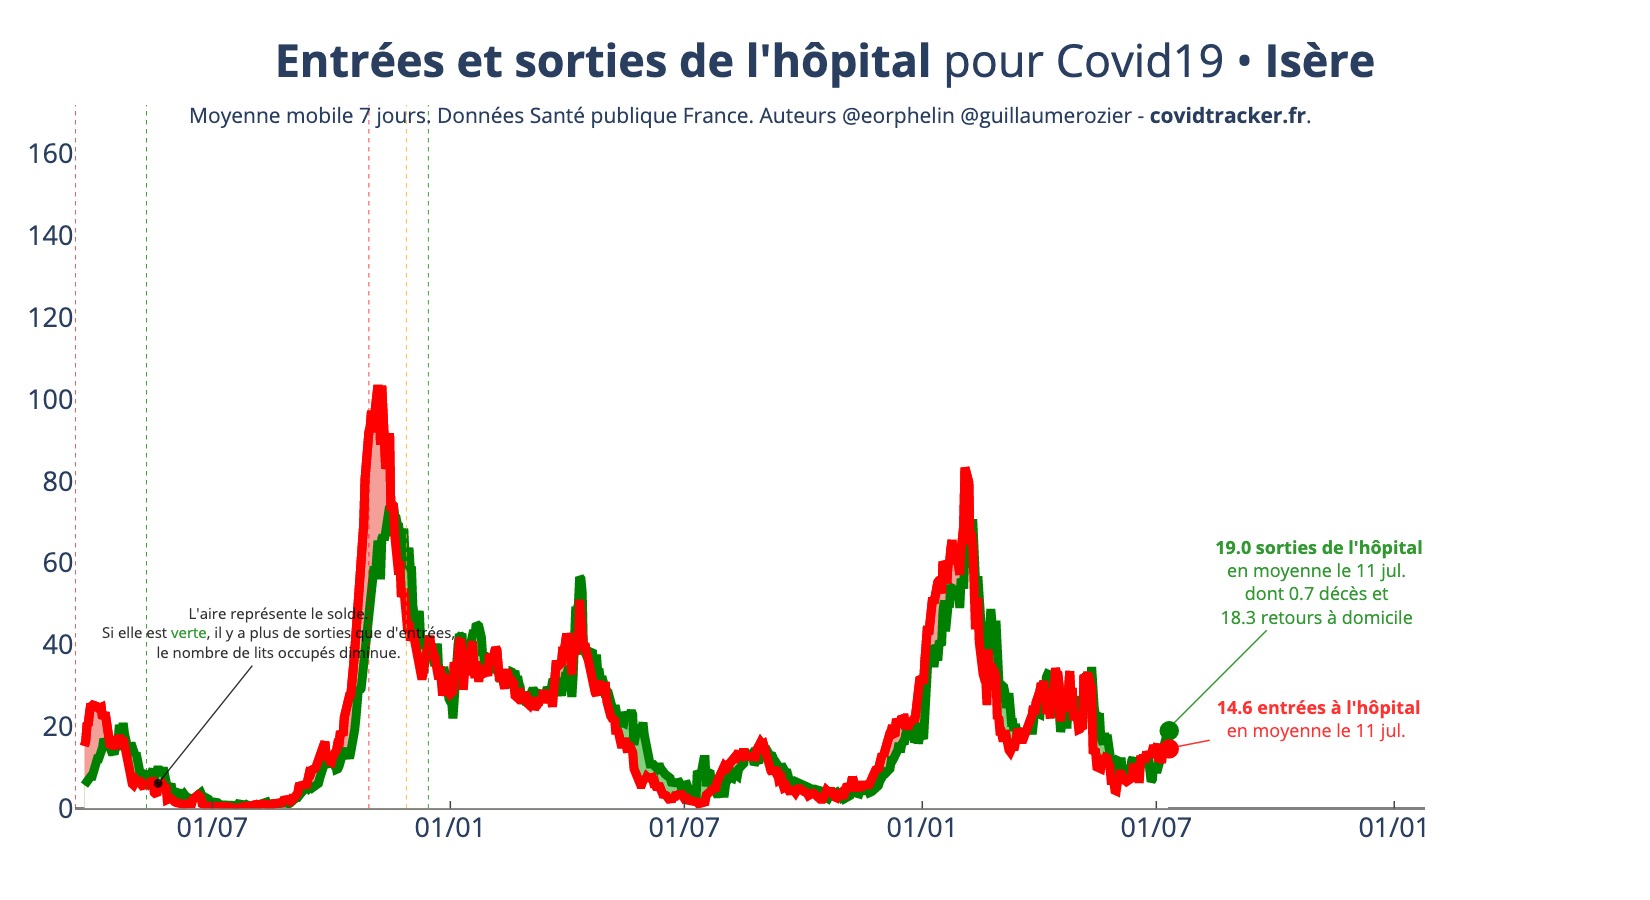 Entrées et sorties de l'hôpital pour Covid19 • Isère
Moyenne mobile 7 jours. Données Santé publique France. Auteurs @eorphelin @guillaumerozier - covidtracker.fr.
160
140
120
100
80
60
40
20
0
L'aire représente le solde.
Si elle est verte, il y a plus de sorties que d'entrées,
le nombre de lits occupés diminue.
19.0 sorties de l'hôpital
en moyenne le 11 jul.
dont 0.7 décès et
18.3 retours à domicile
14.6 entrées à l'hôpital
en moyenne le 11 jul.
01/07
01/01
01/07
01/01
01/07
01/01